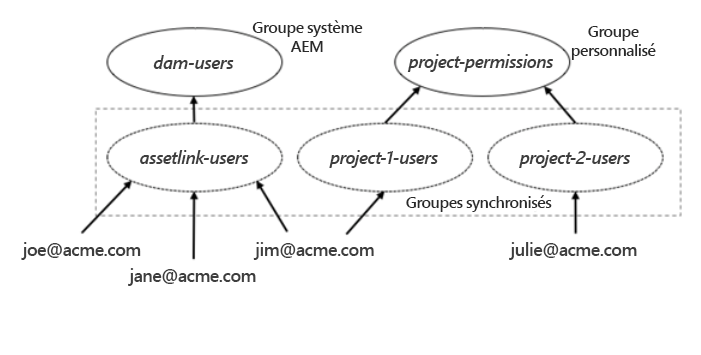 Groupe système
AEM
Groupe
personnalisé
dam-users
project-permissions
assetlink-users
project-1-users
project-2-users
Groupes synchronisés
joe@acme.com
jim@acme.com
julie@acme.com
jane@acme.com